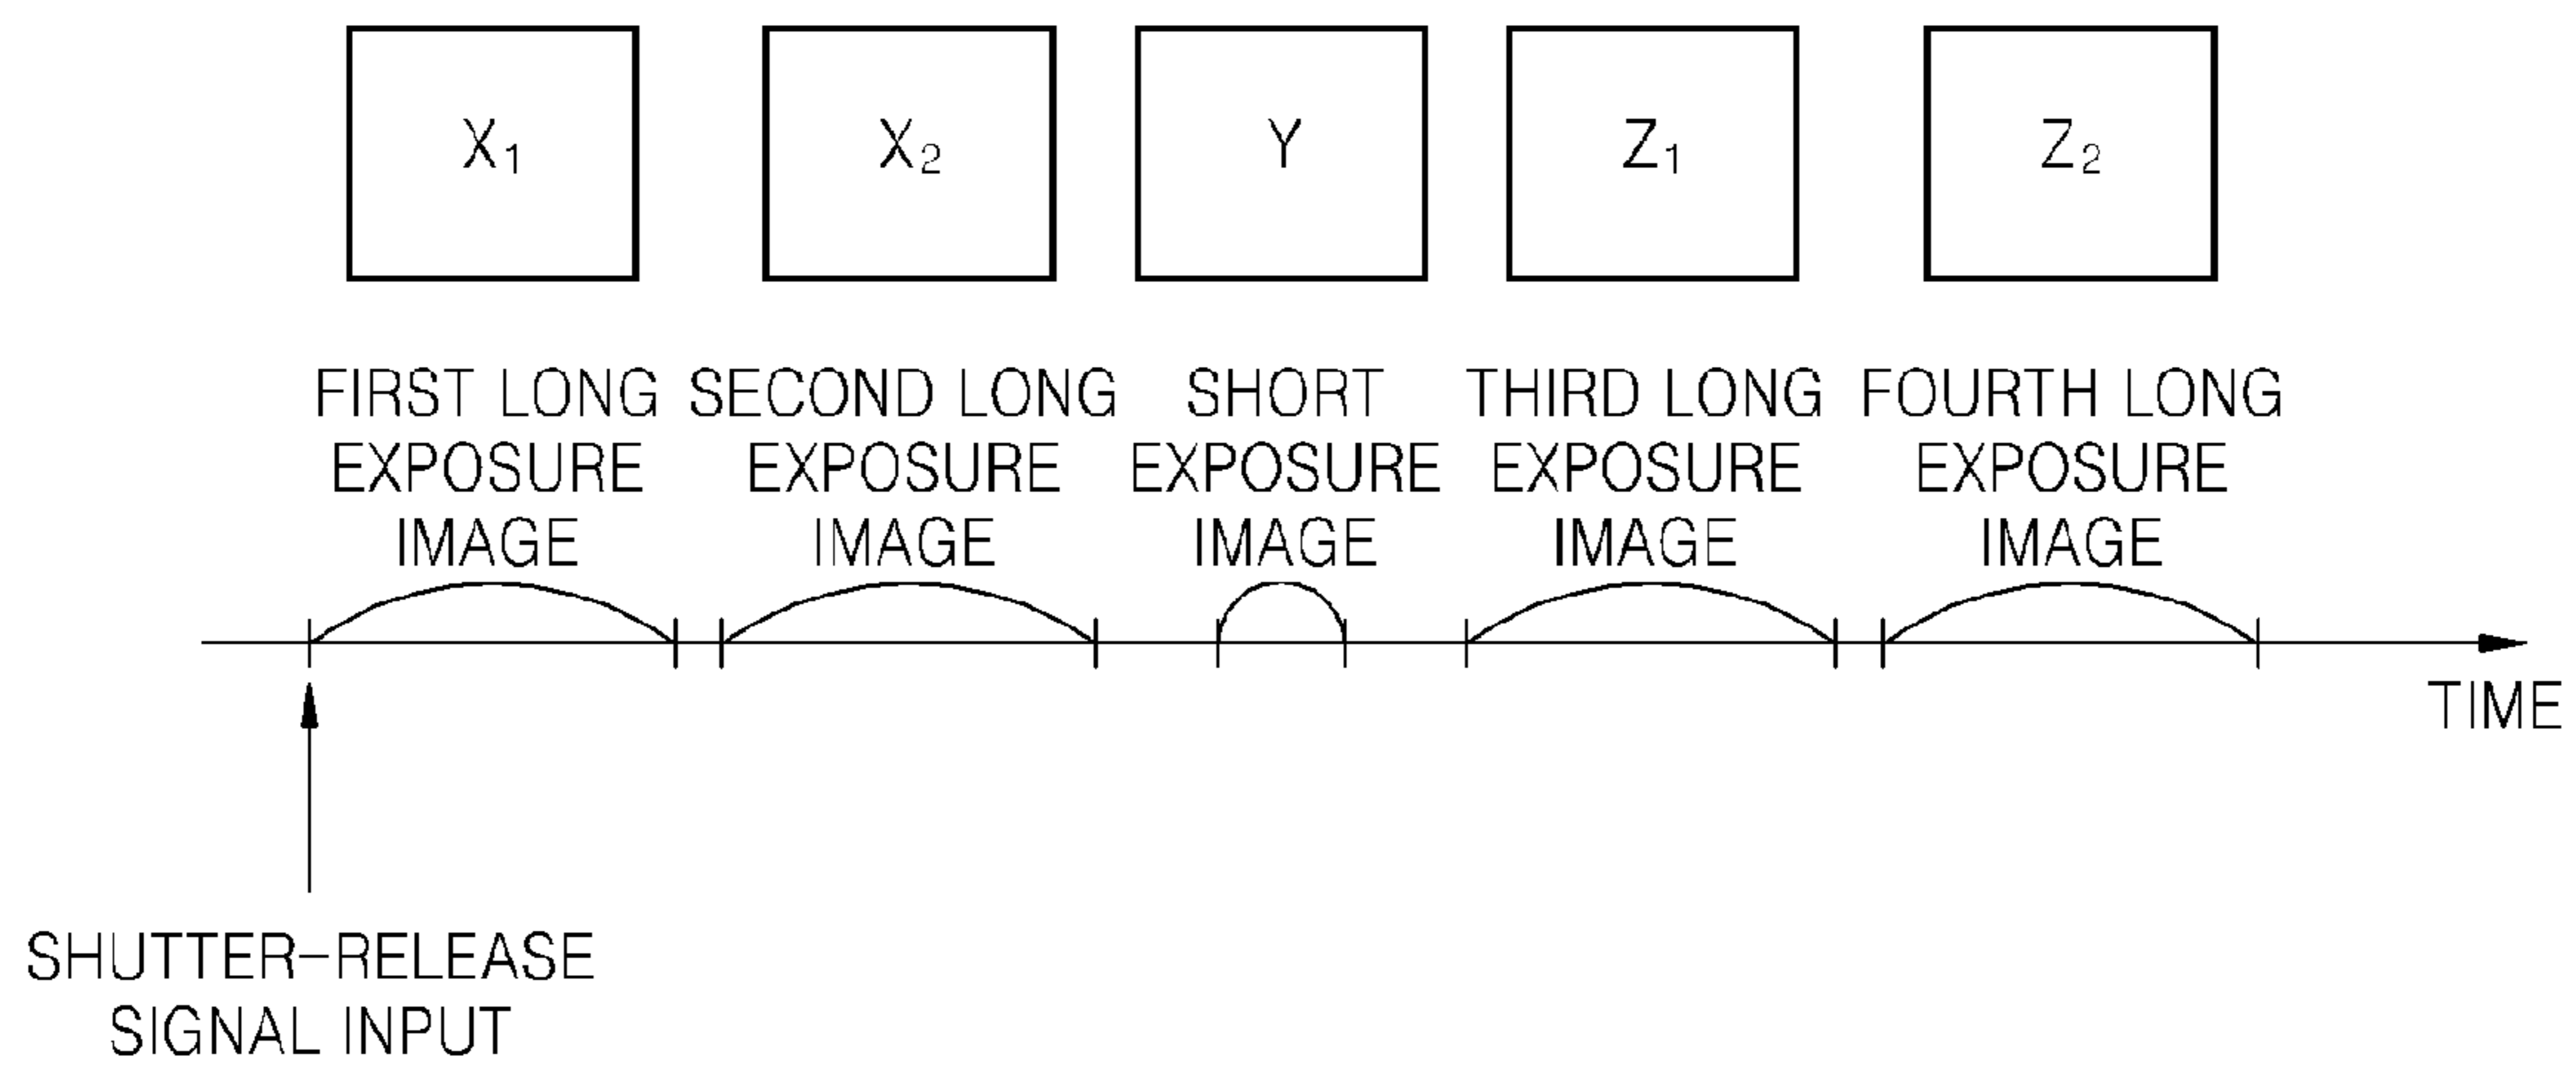 X₁ X₂ Y Z₁ Z₂
FIRST LONG SECOND LONG SHORT THIRD LONG FOURTH LONG
EXPOSURE EXPOSURE EXPOSURE EXPOSURE EXPOSURE
IMAGE IMAGE IMAGE IMAGE IMAGE
TIME
SHUTTER-RELEASE
SIGNAL INPUT